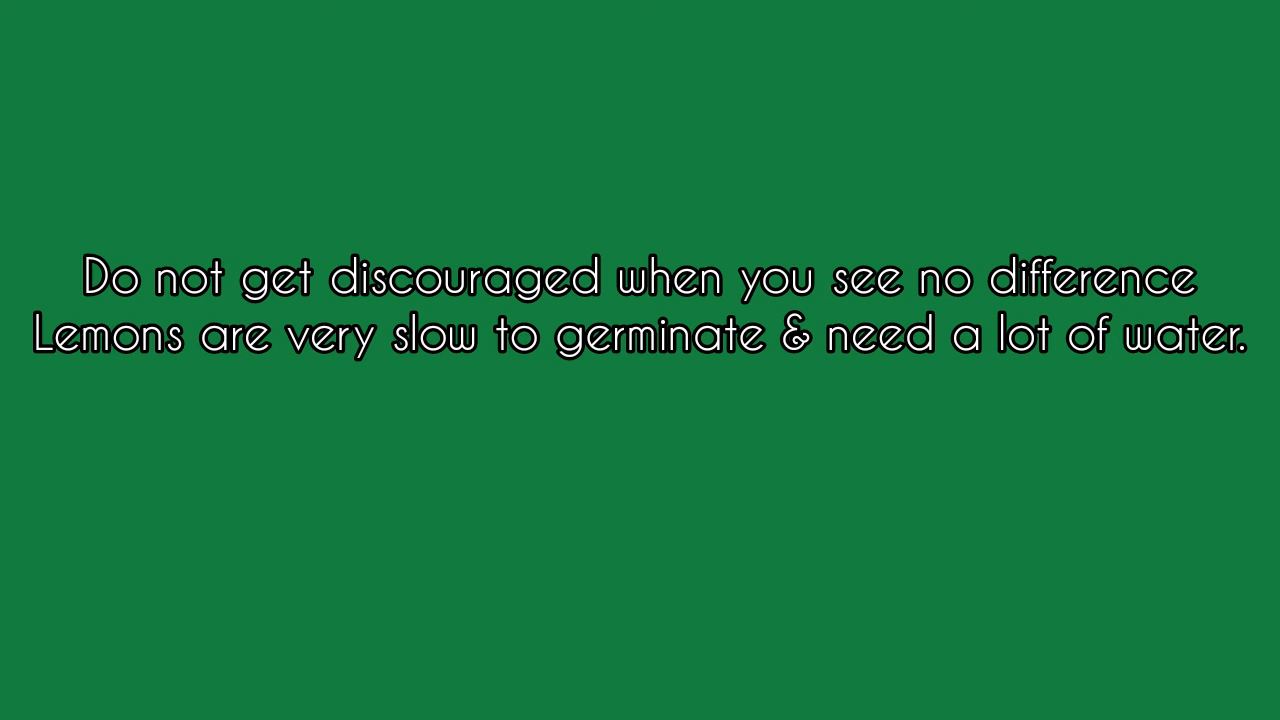 Do not get discouraged when you see no difference
Lemons are very slow to germinate & need a lot of water.